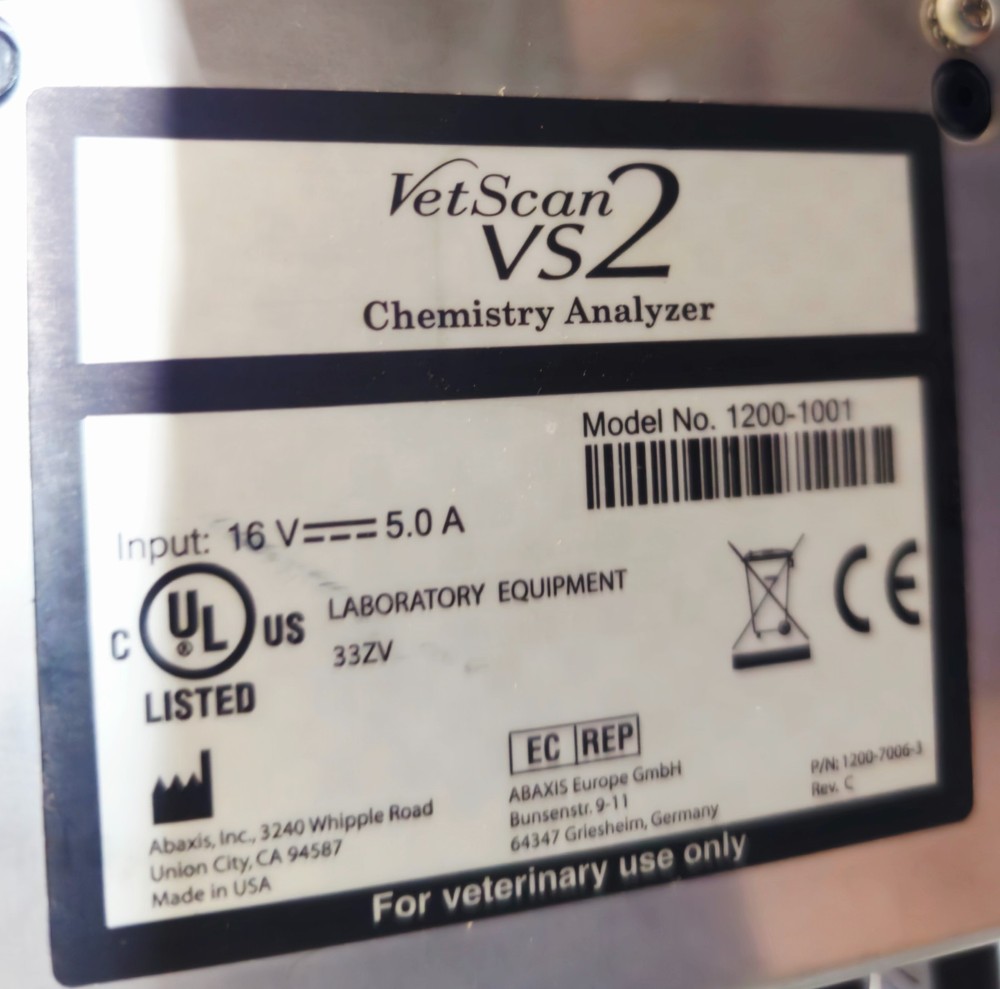 VetScan
VS2
Chemistry Analyzer
Model No. 1200-1001
Input: 16 V 5.0 A
C UL ® US
LISTED
LABORATORY EQUIPMENT
33ZV
CE
EC REP
Abaxis, Inc., 3240 Whipple Road
Union City, CA 94587
Made in USA
ABAXIS Europe GmbH
Bunsenstr. 9-11
64347 Griesheim, Germany
P/N: 1200-7006-3
Rev. C
For veterinary use only